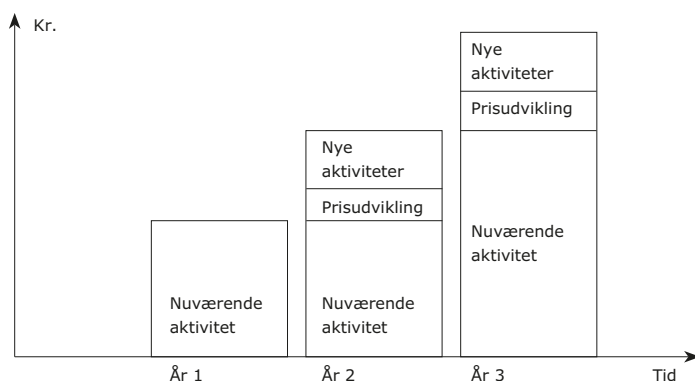 Kr.
Nye
aktiviteter
Prisudvikling
Nuværende
aktivitet
Nye
aktiviteter
Prisudvikling
Nuværende
aktivitet
Nuværende
aktivitet
År 1
År 2
År 3
Tid